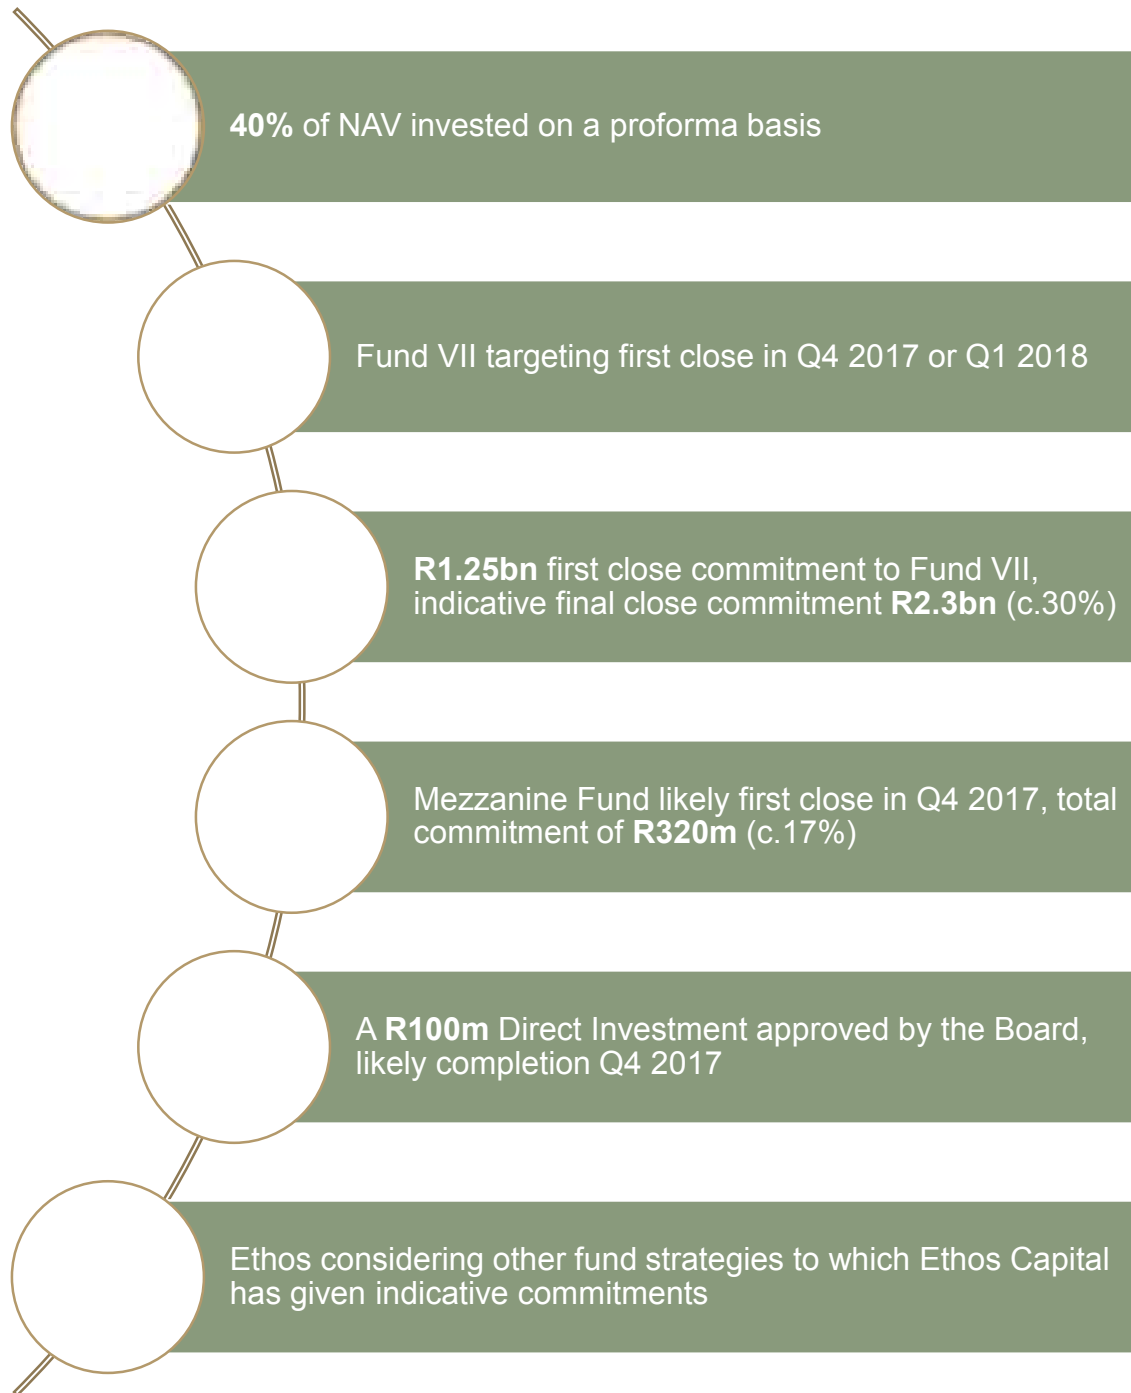 40% of NAV invested on a proforma basis
Fund VII targeting first close in Q4 2017 or Q1 2018
R1.25bn first close commitment to Fund VII,
indicative final close commitment R2.3bn (c.30%)
Mezzanine Fund likely first close in Q4 2017, total
commitment of R320m (c.17%)
A R100m Direct Investment approved by the Board,
likely completion Q4 2017
Ethos considering other fund strategies to which Ethos Capital
has given indicative commitments